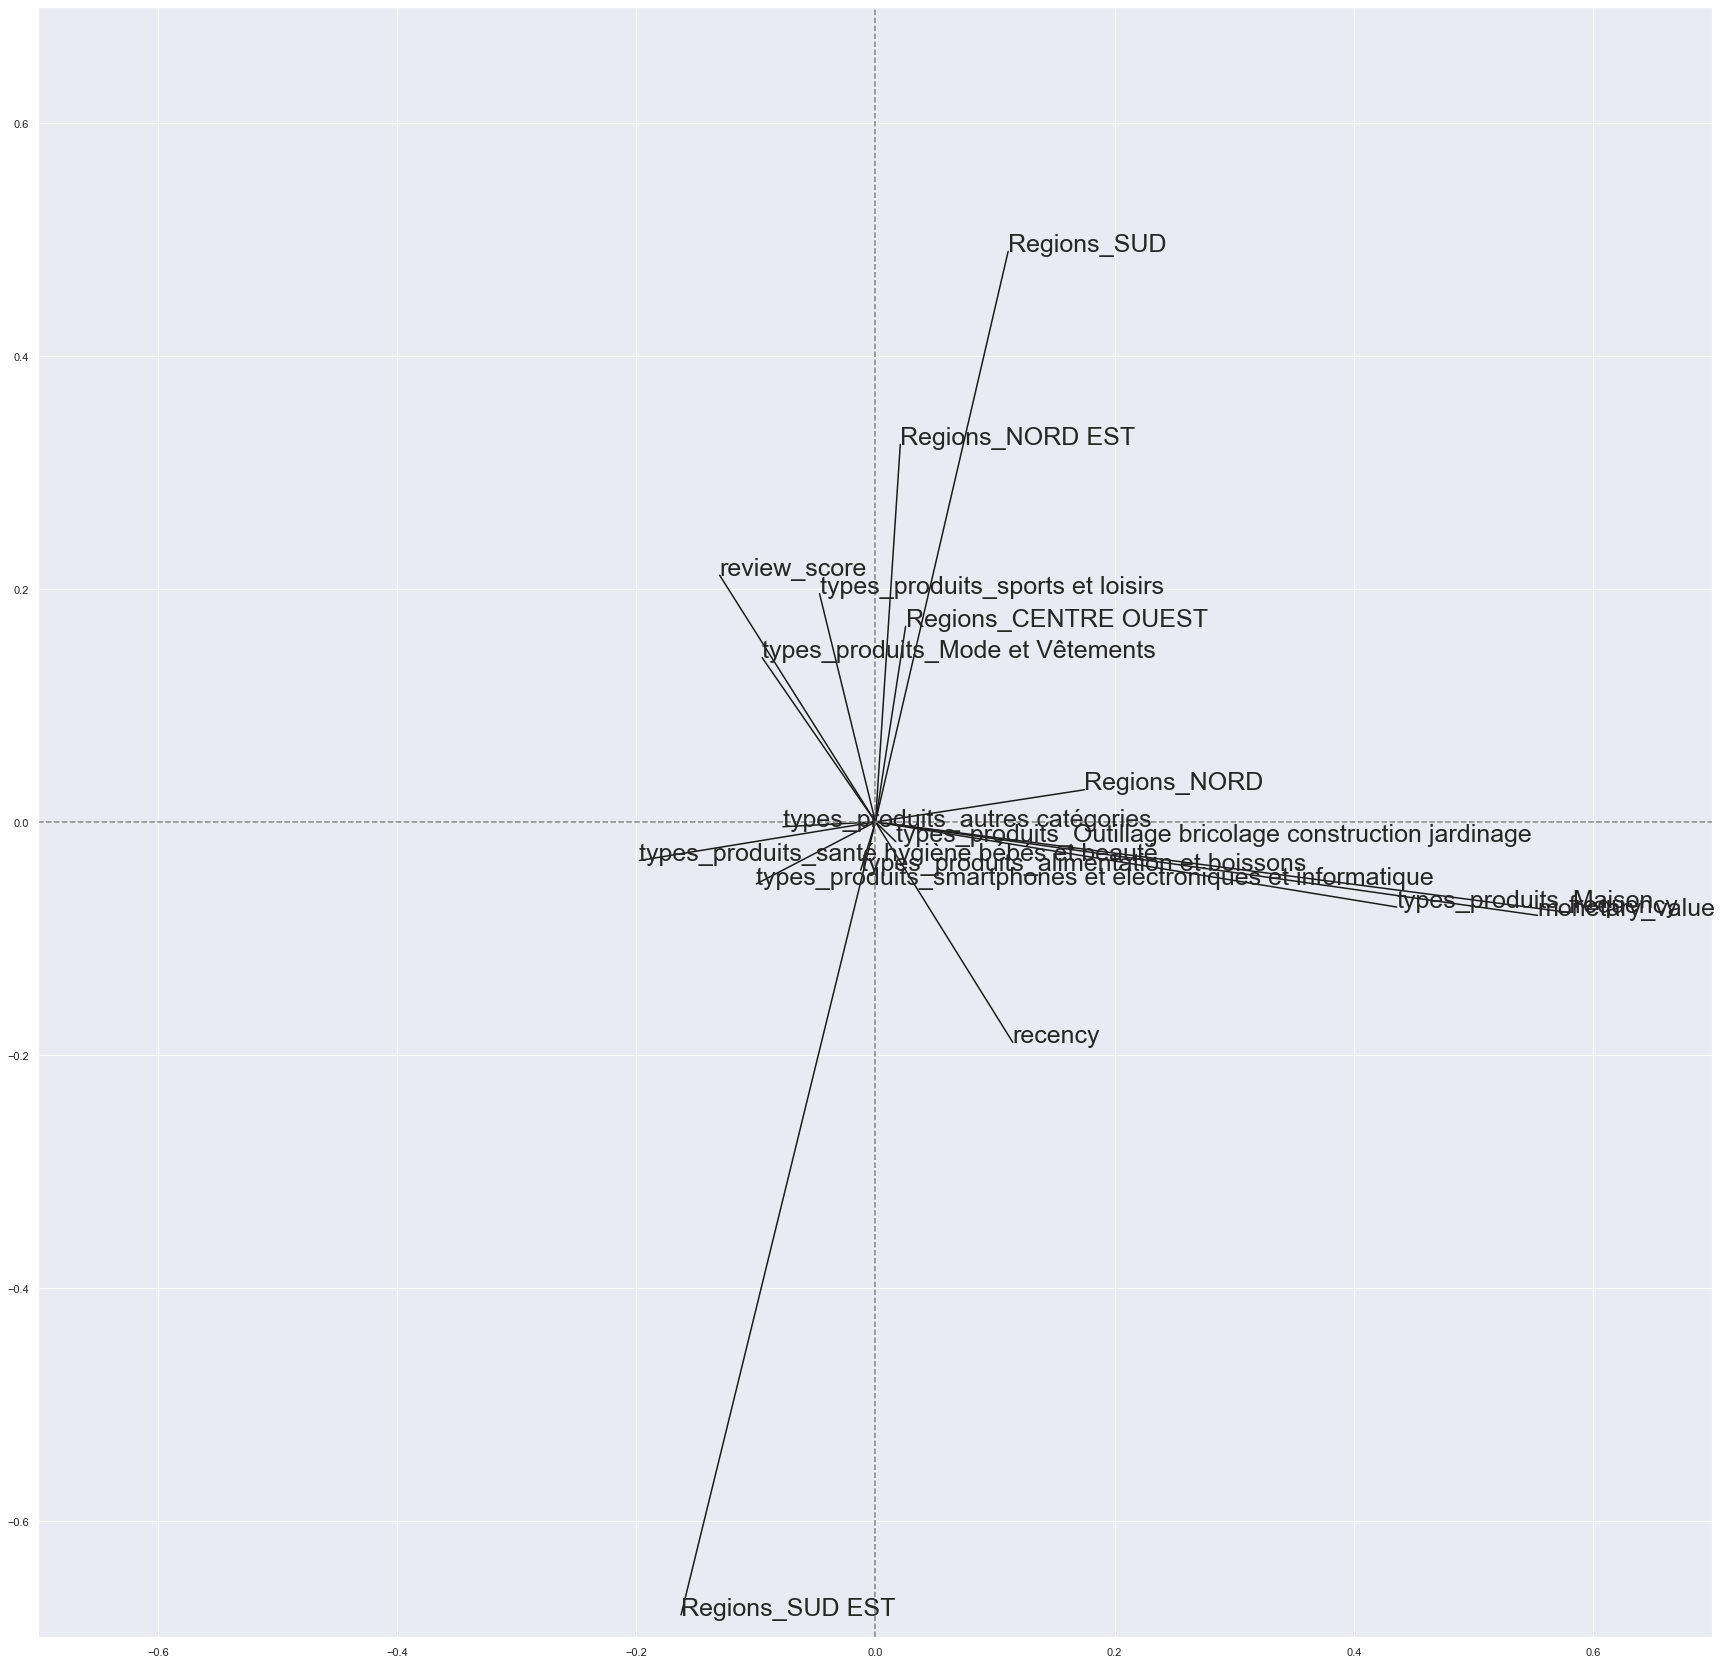 0.6
Regions_SUD
0.4
Regions_NORD EST
review_score
0.2
types_produits_sports et loisirs
Regions_CENTRE OUEST
types_produits_Mode et Vêtements
Regions_NORD
0.0
types_produits_autres catégories
types_produits_Outillage bricolage construction jardinage
types_produits_santé hygiène bébés et beauté
types_produits_alimentation et boissons
types_produits_smartphones et électroniques et informatique
types_produits_Maison
frequency
monetary_value
recency
−0.2
−0.4
−0.6
Regions_SUD EST
−0.6 −0.4 −0.2 0.0 0.2 0.4 0.6